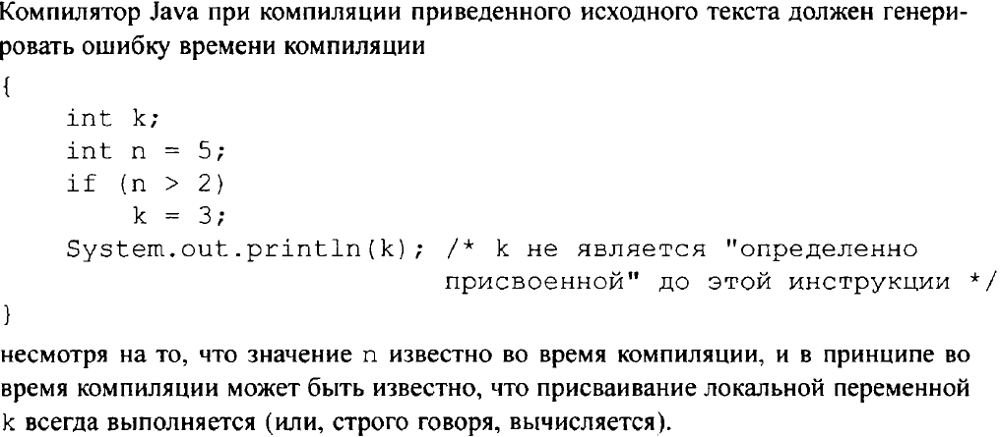 Компилятор Java при компиляции приведенного исходного текста должен генери-
ровать ошибку времени компиляции
{
    int k;
    int n = 5;
    if (n > 2)
        k = 3;
    System.out.println(k); /* k не является "определенно
                              присвоенной" до этой инструкции */
}
несмотря на то, что значение n известно во время компиляции, и в принципе во
время компиляции может быть известно, что присваивание локальной переменной
k всегда выполняется (или, строго говоря, вычисляется).